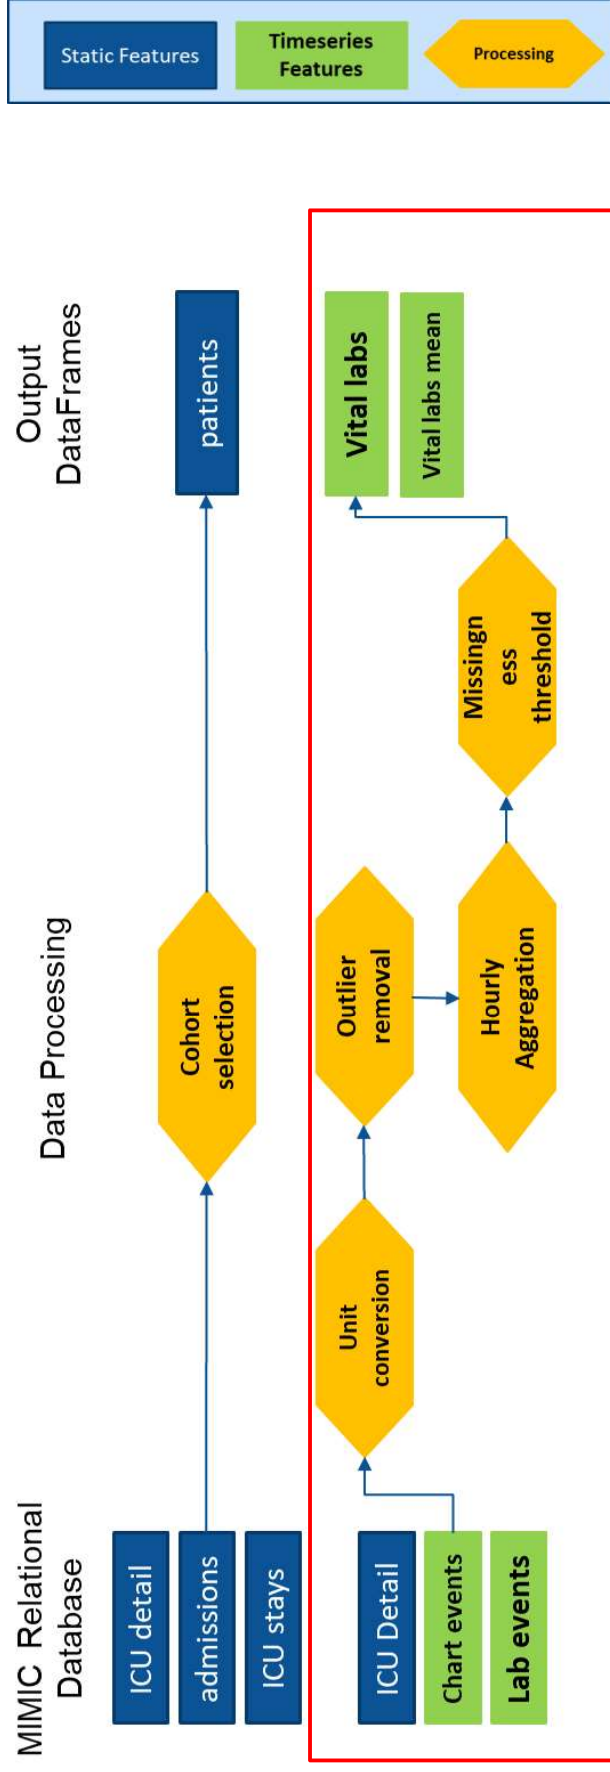 Static Features
Timeseries
Features
Processing
MIMIC Relational
Database
Data Processing
Output
DataFrames
ICU detail
admissions
ICU stays
Cohort
selection
patients
ICU Detail
Chart events
Lab events
Unit
conversion
Outlier
removal
Hourly
Aggregation
Missingn
ess
threshold
Vital labs
Vital labs mean